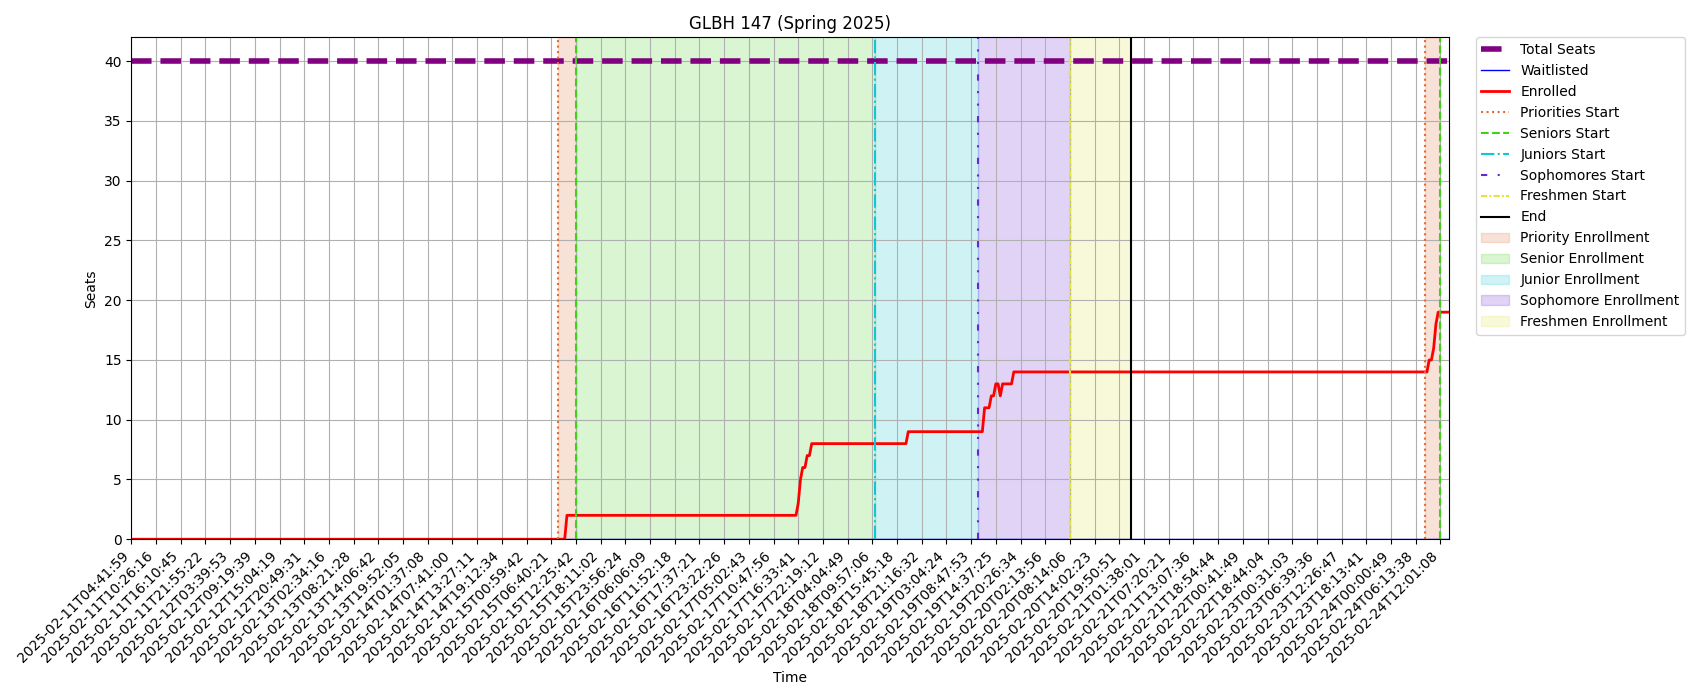 GLBH 147 (Spring 2025)
40
35
30
25
20
15
10
5
0
Seats
2025-02-11T04:41:59
2025-02-11T10:26:16
2025-02-11T16:10:45
2025-02-11T21:55:22
2025-02-12T03:39:53
2025-02-12T09:19:39
2025-02-12T15:04:19
2025-02-12T20:49:31
2025-02-13T02:34:16
2025-02-13T08:21:28
2025-02-13T14:06:42
2025-02-13T19:52:05
2025-02-14T01:37:08
2025-02-14T07:41:00
2025-02-14T13:27:11
2025-02-14T19:12:34
2025-02-15T00:59:42
2025-02-15T06:40:21
2025-02-15T12:25:42
2025-02-15T18:11:02
2025-02-15T23:56:24
2025-02-16T06:06:09
2025-02-16T11:52:18
2025-02-16T17:37:21
2025-02-16T23:22:26
2025-02-17T05:02:43
2025-02-17T10:47:56
2025-02-17T16:33:41
2025-02-17T22:19:12
2025-02-18T04:04:49
2025-02-18T09:57:06
2025-02-18T15:45:18
2025-02-18T21:16:32
2025-02-19T03:04:24
2025-02-19T08:47:53
2025-02-19T14:37:25
2025-02-19T20:26:34
2025-02-20T02:13:56
2025-02-20T08:14:06
2025-02-20T14:02:23
2025-02-20T19:50:51
2025-02-21T01:38:01
2025-02-21T07:20:21
2025-02-21T13:07:36
2025-02-21T18:54:44
2025-02-22T00:41:49
2025-02-22T18:44:04
2025-02-23T00:31:03
2025-02-23T06:39:36
2025-02-23T12:26:47
2025-02-23T18:13:41
2025-02-24T00:00:49
2025-02-24T06:13:38
2025-02-24T12:01:08
Time
Total Seats
Waitlisted
Enrolled
Priorities Start
Seniors Start
Juniors Start
Sophomores Start
Freshmen Start
End
Priority Enrollment
Senior Enrollment
Junior Enrollment
Sophomore Enrollment
Freshmen Enrollment